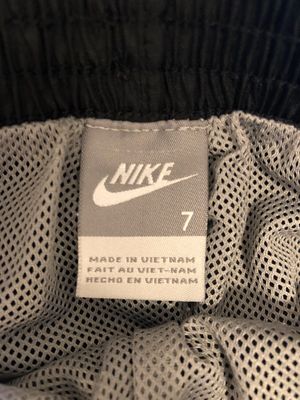 NIKE
7
MADE IN VIETNAM
FAIT AU VIET-NAM
HECHO EN VIETNAM